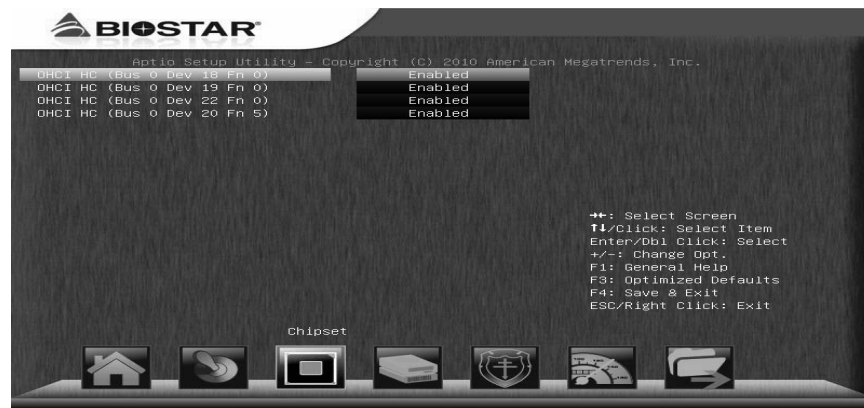 BIOSTAR®
Aptio Setup Utility - Copyright (C) 2010 American Megatrends, Inc.
OHCI HC (Bus 0 Dev 18 Fn 0) Enabled
OHCI HC (Bus 0 Dev 19 Fn 0) Enabled
OHCI HC (Bus 0 Dev 22 Fn 0) Enabled
OHCI HC (Bus 0 Dev 20 Fn 5) Enabled
→←: Select Screen
↑↓/Click: Select Item
Enter/Dbl Click: Select
+/-: Change Opt.
F1: General Help
F3: Optimized Defaults
F4: Save & Exit
ESC/Right Click: Exit
Chipset